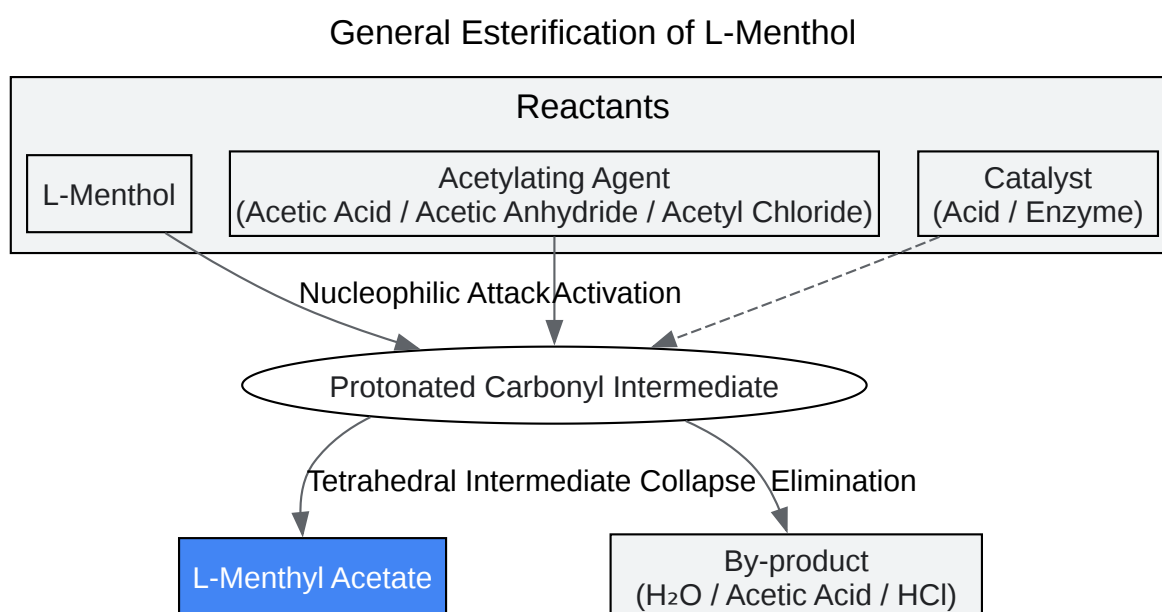 General Esterification of L-Menthol
Reactants
L-Menthol
Acetylating Agent
(Acetic Acid / Acetic Anhydride / Acetyl Chloride)
Catalyst
(Acid / Enzyme)
Nucleophilic Attack
Activation
Protonated Carbonyl Intermediate
Tetrahedral Intermediate Collapse
Elimination
L-Menthyl Acetate
By-product
(H₂O / Acetic Acid / HCl)